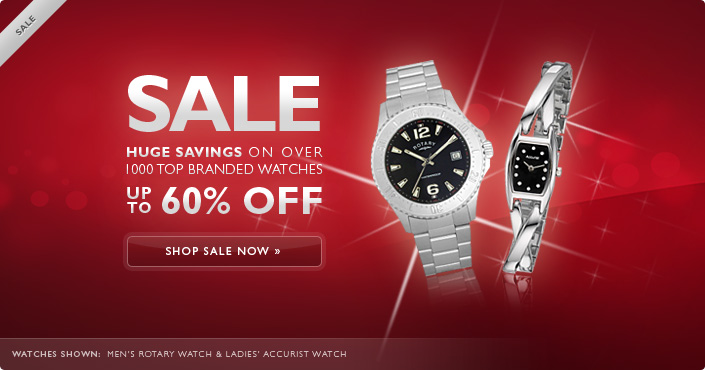 SALE
SALE
HUGE SAVINGS ON OVER
1000 TOP BRANDED WATCHES
UP TO 60% OFF
SHOP SALE NOW »
ROTARY
Accurist
WATCHES SHOWN: MEN'S ROTARY WATCH & LADIES' ACCURIST WATCH